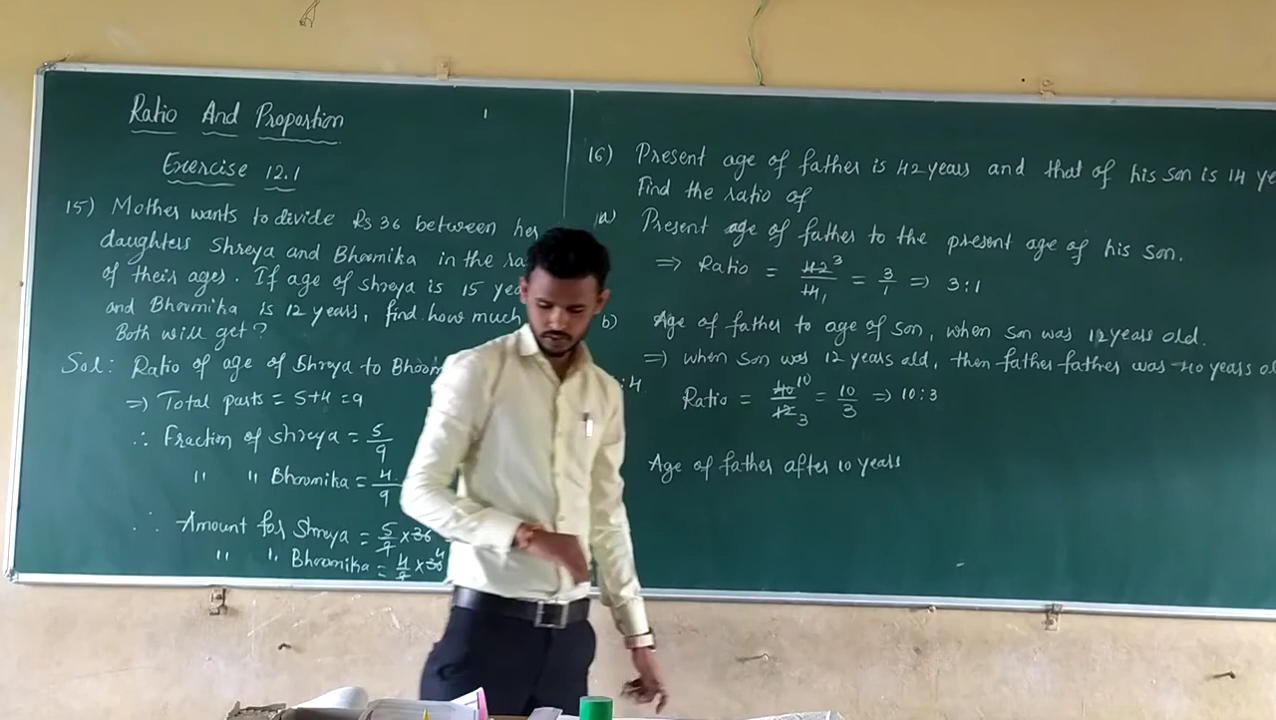 Ratio And Proportion
Exercise 12.1
15) Mother wants to divide Rs 36 between her
daughters Shreya and Bhoomika in the
of their ages. If age of shreya is 15
and Bhoomika is 12 years, find how much
Both will get?
Sol: Ratio of age of Shreya to
⇒ Total parts = 5+4 = 9
∴ Fraction of shreya = 5/9
" " Bhoomika = 4/9
∴ Amount for Shreya = 5/9 × 36
" " Bhoomika = 4/9 × 36 4
16) Present age of father is 42 years and that of his son is 14
Find the ratio of
a) Present age of father to the present age of his son.
⇒ Ratio = 42 3/14 1 = 3/1 ⇒ 3:1
b) Age of father to age of son, when son was 12 years old.
⇒ when son was 12 years old, then father father was 40 years
:4
Ratio = 40 10/12 3 = 10/3 ⇒ 10:3
Age of father after 10 years